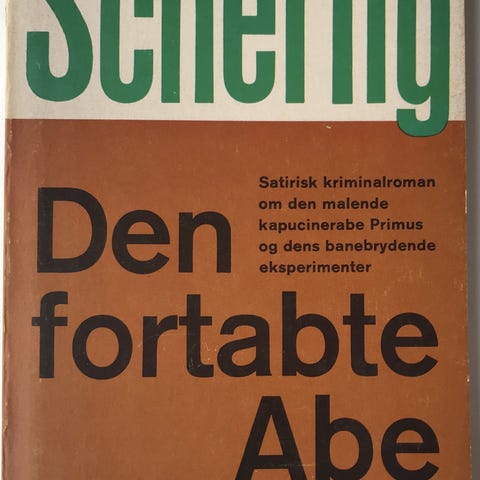 Scherfig
Den
fortabte
Abe
Satirisk kriminalroman
om den malende
kapucinerabe Primus
og dens banebrydende
eksperimenter